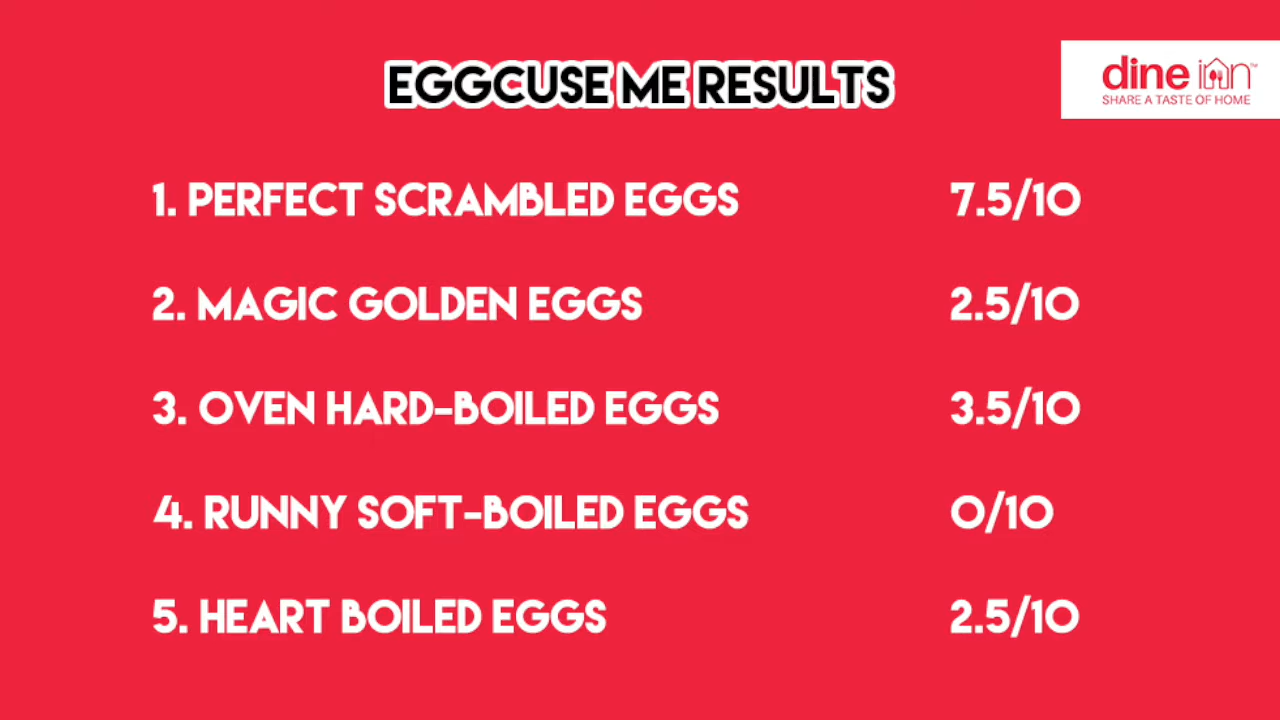 EGGCUSE ME RESULTS
dine inn™
SHARE A TASTE OF HOME
1. PERFECT SCRAMBLED EGGS 7.5/10
2. MAGIC GOLDEN EGGS 2.5/10
3. OVEN HARD-BOILED EGGS 3.5/10
4. RUNNY SOFT-BOILED EGGS 0/10
5. HEART BOILED EGGS 2.5/10